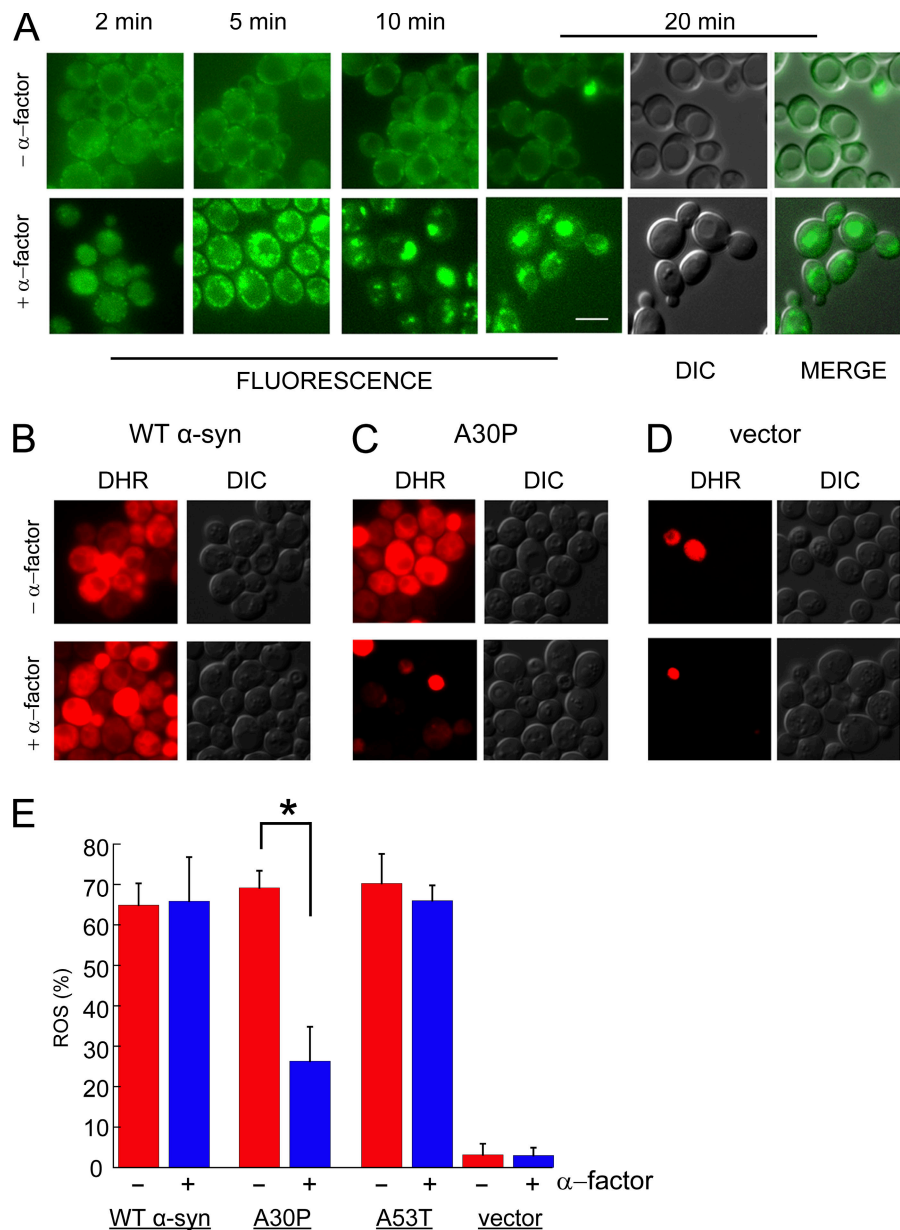 A
2 min 5 min 10 min 20 min
– α–factor
+ α–factor
FLUORESCENCE DIC MERGE
B WT α-syn C A30P D vector
DHR DIC DHR DIC DHR DIC
– α–factor
+ α–factor
E
*
80
70
60
50
40
30
20
10
0
ROS (%)
– + – + – + – + α–factor
WT α-syn A30P A53T vector